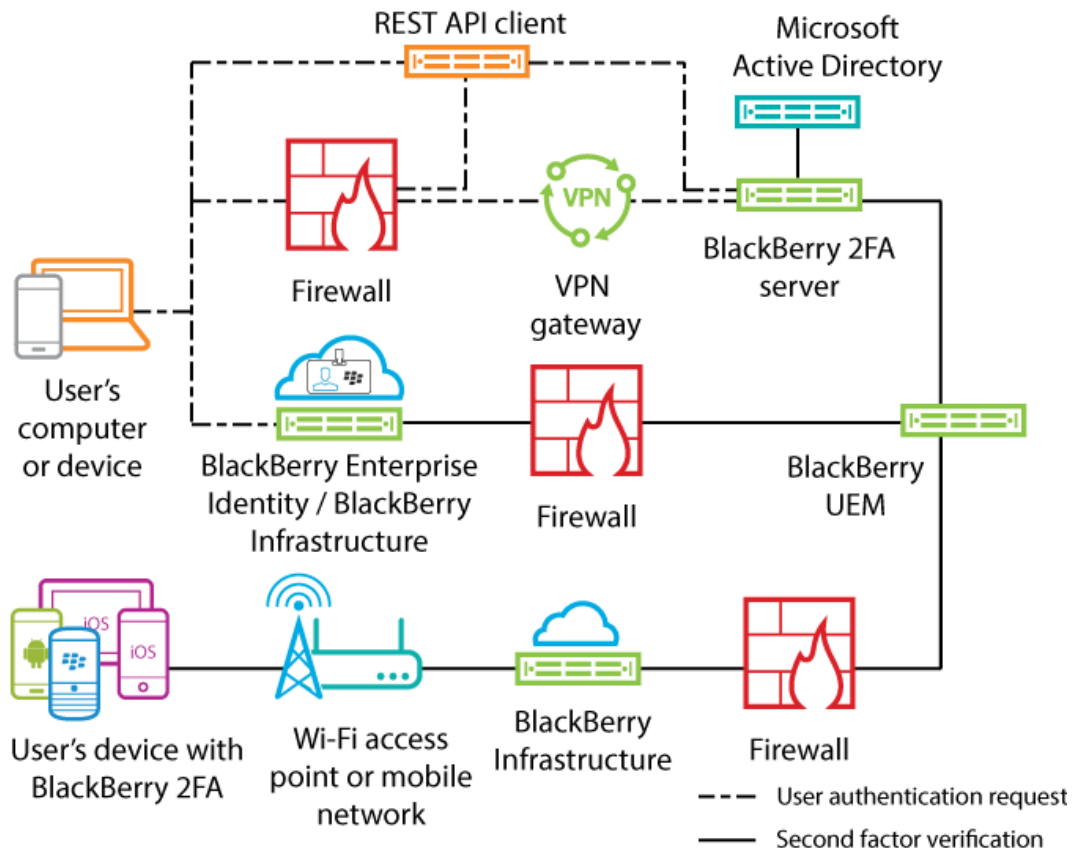 REST API client
Microsoft
Active Directory
VPN
Firewall
VPN
gateway
BlackBerry 2FA
server
User's
computer
or device
BlackBerry Enterprise
Identity / BlackBerry
Infrastructure
Firewall
BlackBerry
UEM
iOS
iOS
User's device with
BlackBerry 2FA
Wi-Fi access
point or mobile
network
BlackBerry
Infrastructure
Firewall
User authentication request
Second factor verification